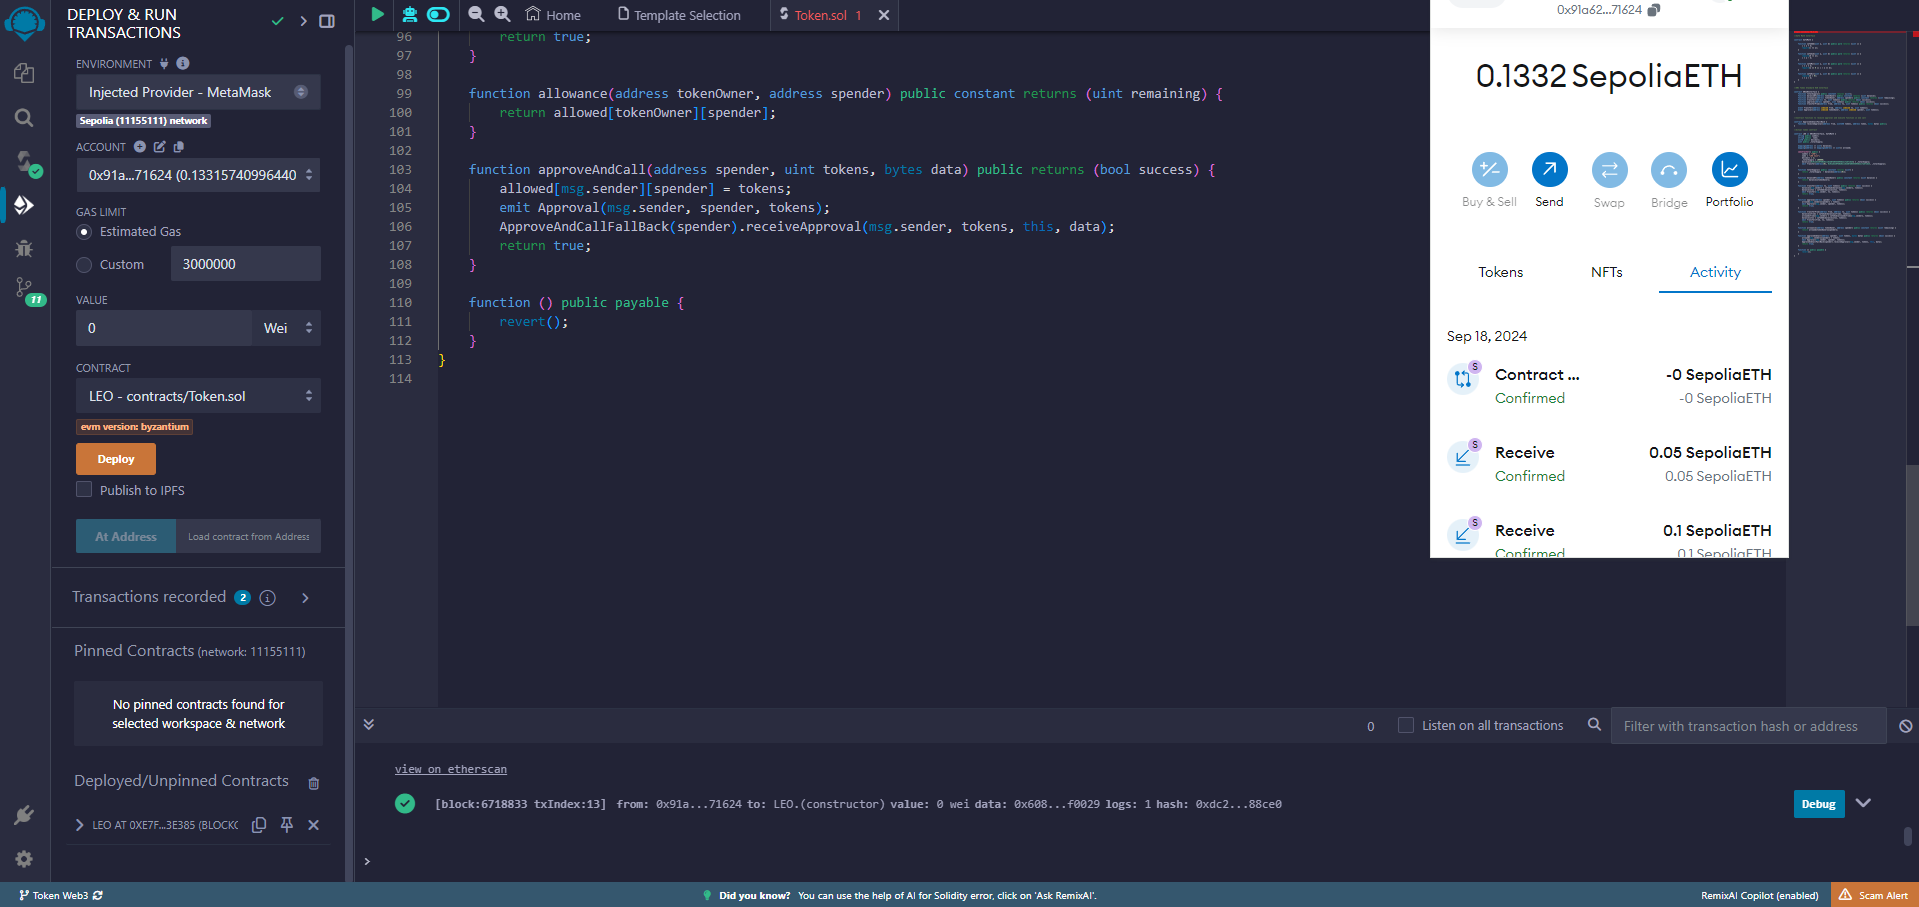 DEPLOY & RUN
TRANSACTIONS
ENVIRONMENT
Injected Provider - MetaMask
Sepolia (11155111) network
ACCOUNT
0x91a...71624 (0.13315740996440
GAS LIMIT
Estimated Gas
Custom
3000000
VALUE
0
Wei
CONTRACT
LEO - contracts/Token.sol
evm version: byzantium
Deploy
Publish to IPFS
At Address
Load contract from Address
Transactions recorded 2
Pinned Contracts (network: 11155111)
No pinned contracts found for
selected workspace & network
Deployed/Unpinned Contracts
LEO AT 0XE7F...3E385 (BLOCKC
11
Home
Template Selection
Token.sol 1
96 return true;
97 }
98
99 function allowance(address tokenOwner, address spender) public constant returns (uint remaining) {
100 return allowed[tokenOwner][spender];
101 }
102
103 function approveAndCall(address spender, uint tokens, bytes data) public returns (bool success) {
104 allowed[msg.sender][spender] = tokens;
105 emit Approval(msg.sender, spender, tokens);
106 ApproveAndCallFallBack(spender).receiveApproval(msg.sender, tokens, this, data);
107 return true;
108 }
109
110 function () public payable {
111 revert();
112 }
113 }
114
0x91a62...71624
0.1332 SepoliaETH
Buy & Sell
Send
Swap
Bridge
Portfolio
Tokens
NFTs
Activity
Sep 18, 2024
S
Contract ...
-0 SepoliaETH
Confirmed
-0 SepoliaETH
S
Receive
0.05 SepoliaETH
Confirmed
0.05 SepoliaETH
S
Receive
0.1 SepoliaETH
Confirmed
0.1 SepoliaETH
0
Listen on all transactions
Filter with transaction hash or address
view on etherscan
[block:6718833 txIndex:13] from: 0x91a...71624 to: LEO.(constructor) value: 0 wei data: 0x608...f0029 logs: 1 hash: 0xdc2...88ce0
Debug
>
Token Web3
Did you know? You can use the help of AI for Solidity error, click on 'Ask RemixAI'.
RemixAI Copilot (enabled)
Scam Alert